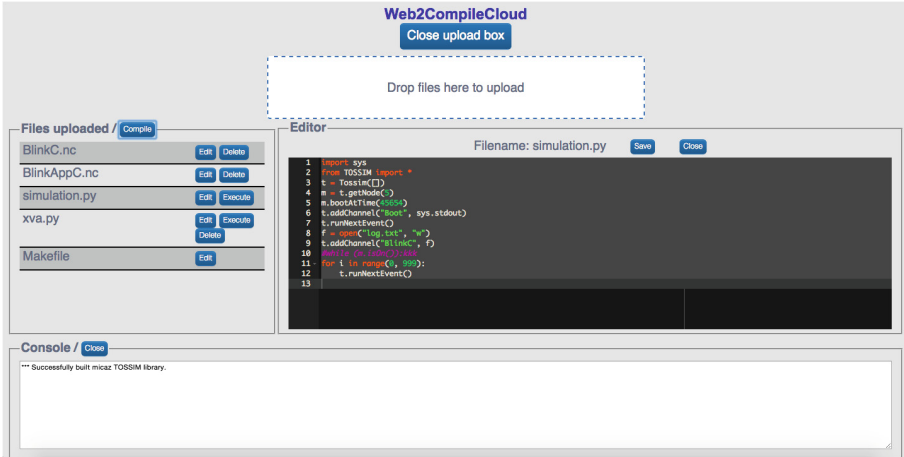 Web2CompileCloud
Close upload box
Drop files here to upload
Files uploaded / Compile
BlinkC.nc Edit Delete
BlinkAppC.nc Edit Delete
simulation.py Edit Execute
xva.py Edit Execute
Delete
Makefile Edit
Editor
Filename: simulation.py Save Close
1 import sys
2 from TOSSIM import *
3 t = Tossim([])
4 m = t.getNode(5)
5 m.bootAtTime(45654)
6 t.addChannel("Boot", sys.stdout)
7 t.runNextEvent()
8 f = open("log.txt", "w")
9 t.addChannel("BlinkC", f)
10
11 for i in range(0, 999):
12 t.runNextEvent()
13
Console / Close
*** Successfully built micaz TOSSIM library.